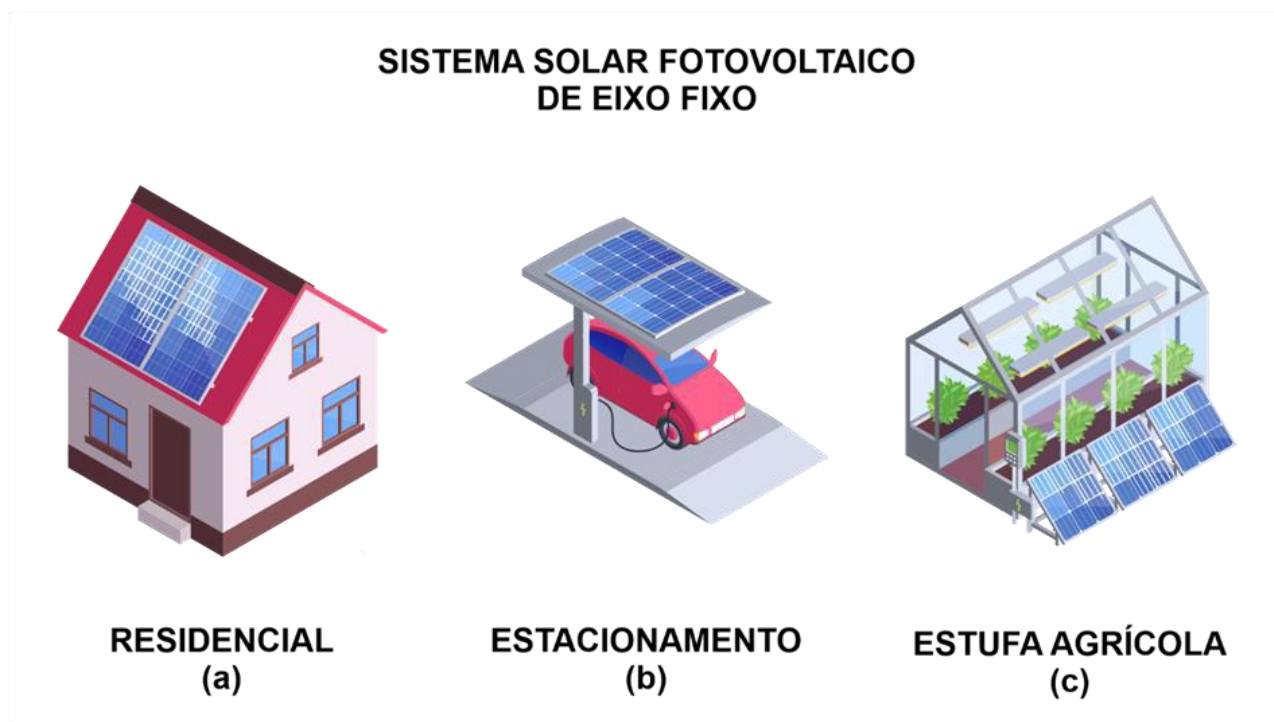 SISTEMA SOLAR FOTOVOLTAICO
DE EIXO FIXO
RESIDENCIAL
(a)
ESTACIONAMENTO
(b)
ESTUFA AGRÍCOLA
(c)